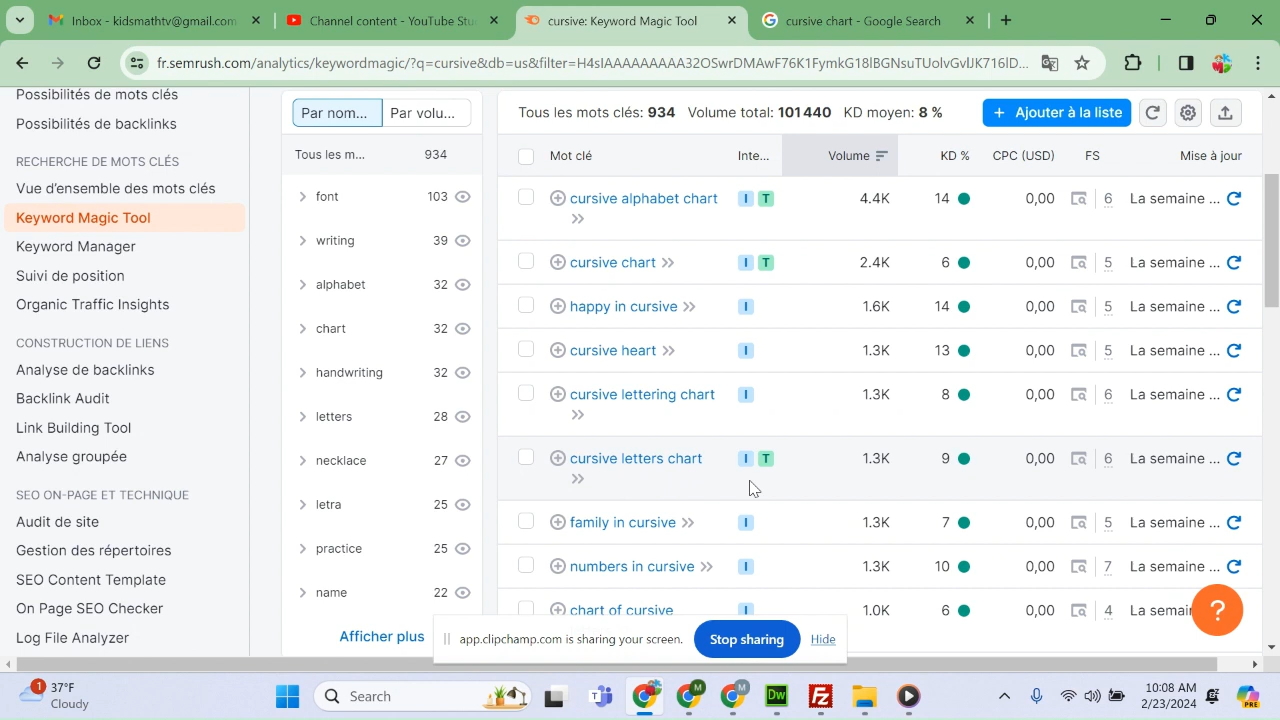 Inbox - kidsmathtv@gmail.com
Channel content - YouTube Stu
cursive: Keyword Magic Tool
cursive chart - Google Search
fr.semrush.com/analytics/keywordmagic/?q=cursive&db=us&filter=H4sIAAAAAAAAA32OSwrDMAwF76K1FymkG18lBGNsuTUolvGvlJK716lD...
Possibilités de mots clés
Possibilités de backlinks
RECHERCHE DE MOTS CLÉS
Vue d'ensemble des mots clés
Keyword Magic Tool
Keyword Manager
Suivi de position
Organic Traffic Insights
CONSTRUCTION DE LIENS
Analyse de backlinks
Backlink Audit
Link Building Tool
Analyse groupée
SEO ON-PAGE ET TECHNIQUE
Audit de site
Gestion des répertoires
SEO Content Template
On Page SEO Checker
Log File Analyzer
Par nom... Par volu...
Tous les m... 934
font 103
writing 39
alphabet 32
chart 32
handwriting 32
letters 28
necklace 27
letra 25
practice 25
name 22
Afficher plus
Tous les mots clés: 934 Volume total: 101 440 KD moyen: 8 %
+ Ajouter à la liste
Mot clé Inte... Volume KD % CPC (USD) FS Mise à jour
cursive alphabet chart I T 4.4K 14 0,00 6 La semaine ...
cursive chart I T 2.4K 6 0,00 5 La semaine ...
happy in cursive I 1.6K 14 0,00 5 La semaine ...
cursive heart I 1.3K 13 0,00 5 La semaine ...
cursive lettering chart I 1.3K 8 0,00 6 La semaine ...
cursive letters chart I T 1.3K 9 0,00 6 La semaine ...
family in cursive I 1.3K 7 0,00 5 La semaine ...
numbers in cursive I 1.3K 10 0,00 7 La semaine ...
chart of cursive I 1.0K 6 0,00 4 La semain
?
app.clipchamp.com is sharing your screen. Stop sharing Hide
1
37°F
Cloudy
Search
M
M
Dw
10:08 AM
2/23/2024
PRE